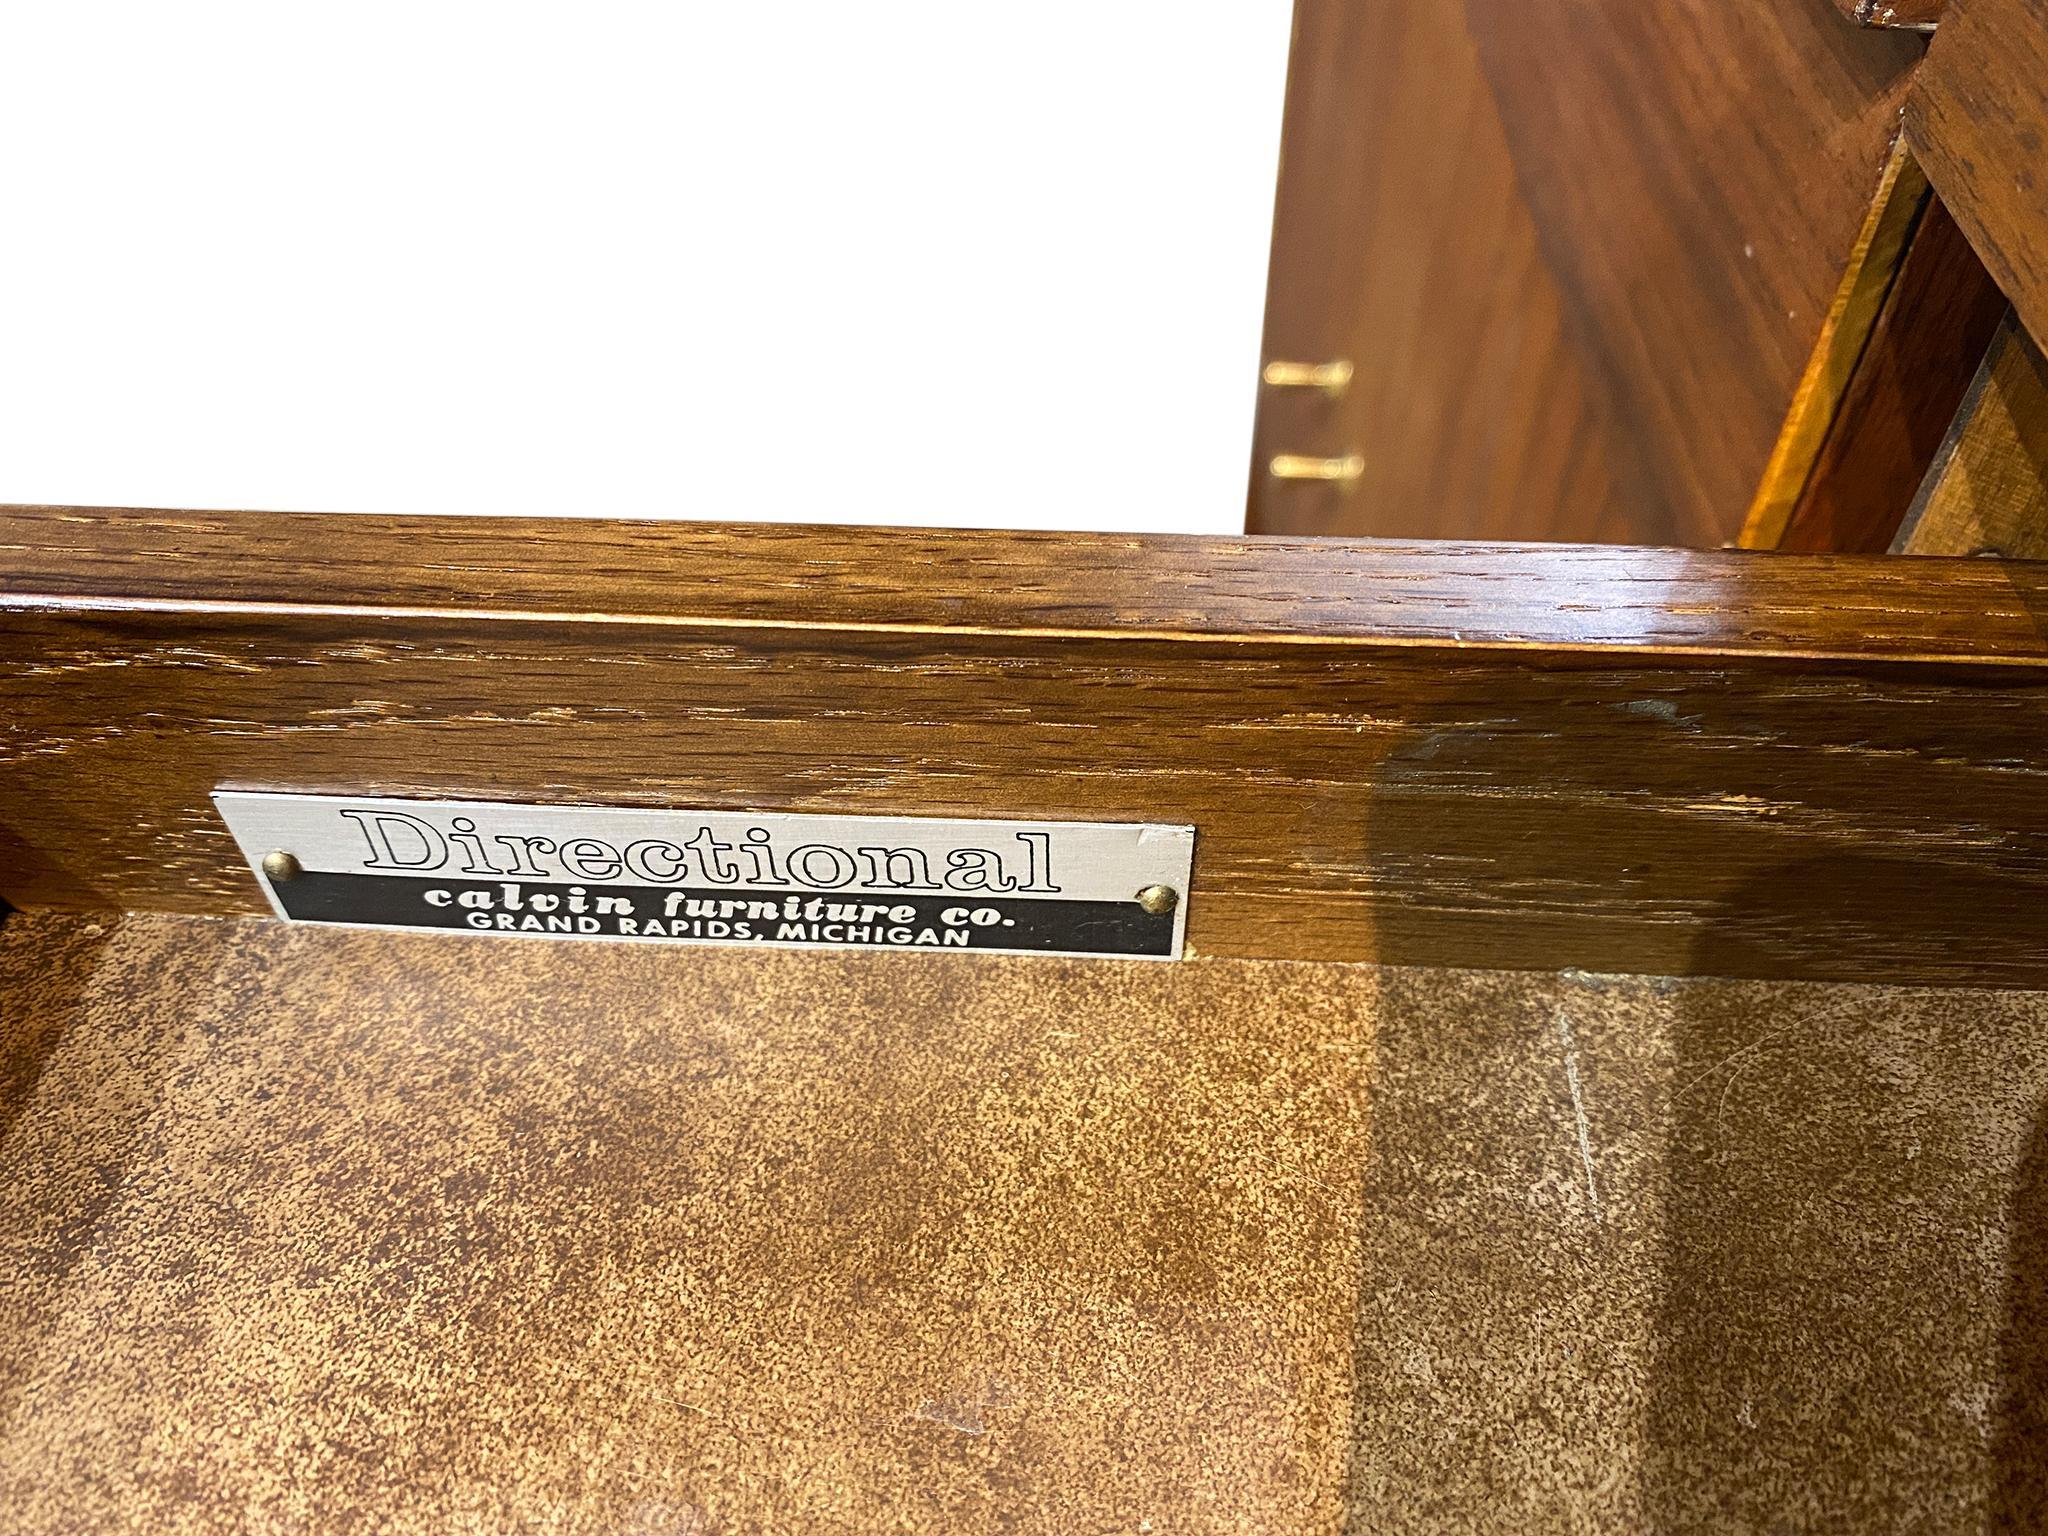 Directional
calvin furniture co.
GRAND RAPIDS, MICHIGAN